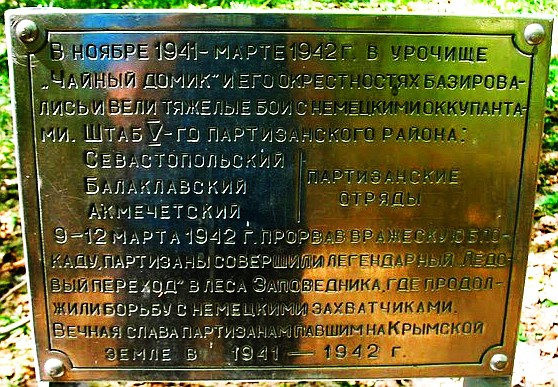 В НОЯБРЕ 1941- МАРТЕ 1942 Г. В УРОЧИЩЕ
„ЧАЙНЫЙ ДОМИК“ И ЕГО ОКРЕСТНОСТЯХ БАЗИРОВА-
ЛИСЬ И ВЕЛИ ТЯЖЕЛЫЕ БОИ С НЕМЕЦКИМИ ОККУПАНТА-
МИ. ШТАБ V-ГО ПАРТИЗАНСКОГО РАЙОНА:
СЕВАСТОПОЛЬСКИЙ
БАЛАКЛАВСКИЙ
АКМЕЧЕТСКИЙ
ПАРТИЗАНСКИЕ
ОТРЯДЫ
9-12 МАРТА 1942 Г. ПРОРВАВ ВРАЖЕСКУЮ БЛО-
КАДУ, ПАРТИЗАНЫ СОВЕРШИЛИ ЛЕГЕНДАРНЫЙ „ЛЕДО-
ВЫЙ ПЕРЕХОД“ В ЛЕСА ЗАПОВЕДНИКА, ГДЕ ПРОДОЛ-
ЖИЛИ БОРЬБУ С НЕМЕЦКИМИ ЗАХВАТЧИКАМИ.
ВЕЧНАЯ СЛАВА ПАРТИЗАНАМ ПАВШИМ НА КРЫМСКОЙ
ЗЕМЛЕ В 1941 — 1942 Г.